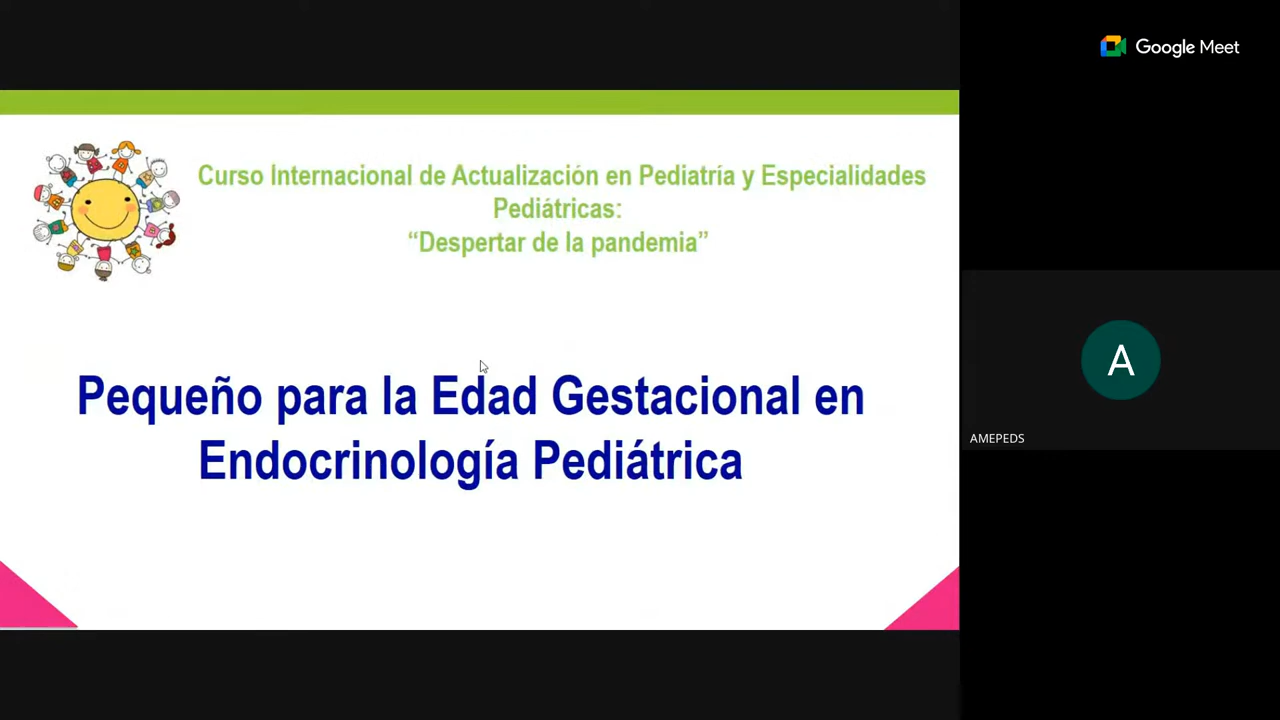 Google Meet
Curso Internacional de Actualización en Pediatría y Especialidades
Pediátricas:
“Despertar de la pandemia”
Pequeño para la Edad Gestacional en
Endocrinología Pediátrica
A
AMEPEDS